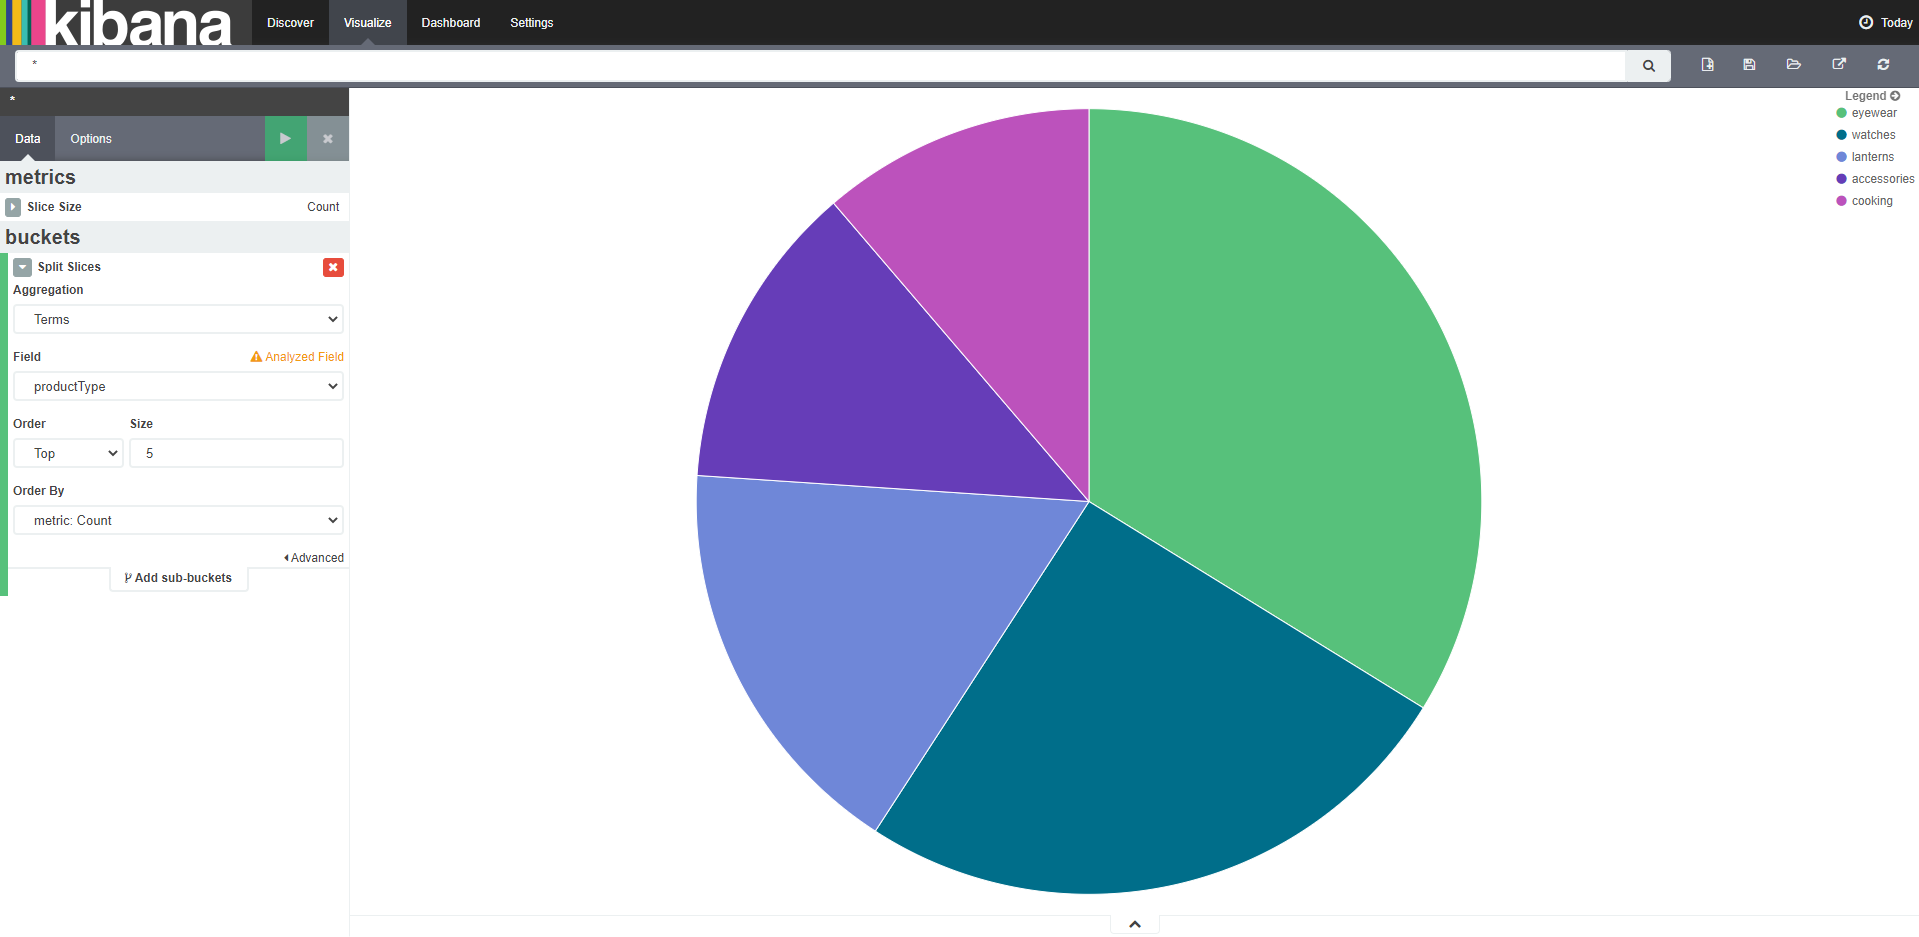 kibana
Discover
Visualize
Dashboard
Settings
Today
*
*
Data
Options
metrics
Slice Size
Count
buckets
Split Slices
Aggregation
Terms
Field
Analyzed Field
productType
Order
Size
Top
5
Order By
metric: Count
Advanced
Add sub-buckets
Legend
eyewear
watches
lanterns
accessories
cooking